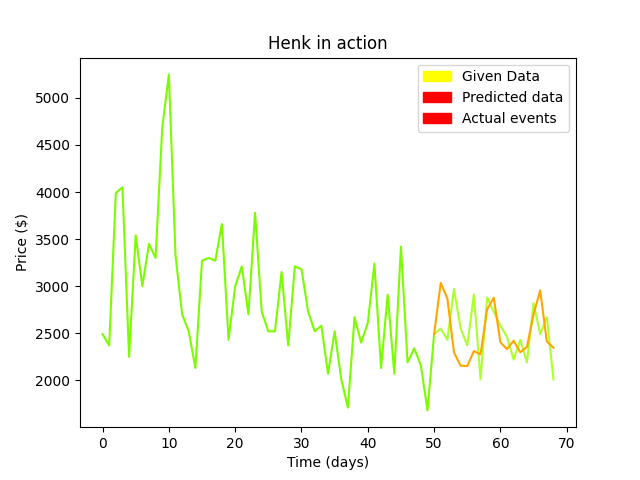 Henk in action
Given Data
Predicted data
Actual events
Price ($)
5000
4500
4000
3500
3000
2500
2000
0 10 20 30 40 50 60 70
Time (days)